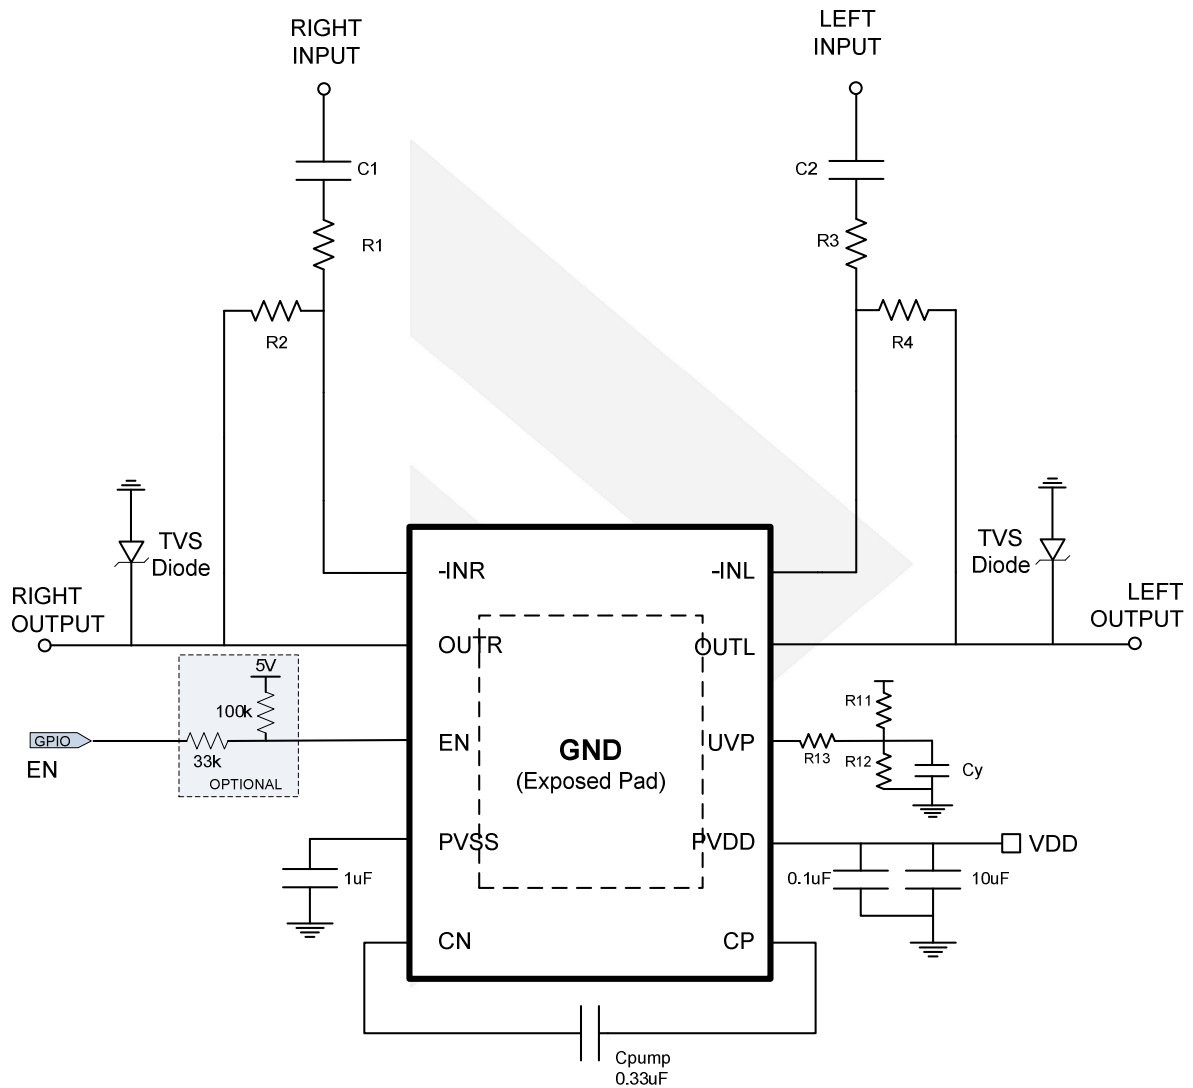 RIGHT
INPUT
LEFT
INPUT
C1
C2
R1
R3
R2
R4
TVS
Diode
TVS
Diode
-INR
-INL
RIGHT
OUTPUT
LEFT
OUTPUT
OUTR
OUTL
5V
100k
R11
GPIO
EN
33k
OPTIONAL
EN
GND
(Exposed Pad)
UVP
R13
R12
Cy
PVSS
PVDD
VDD
1uF
0.1uF
10uF
CN
CP
Cpump
0.33uF